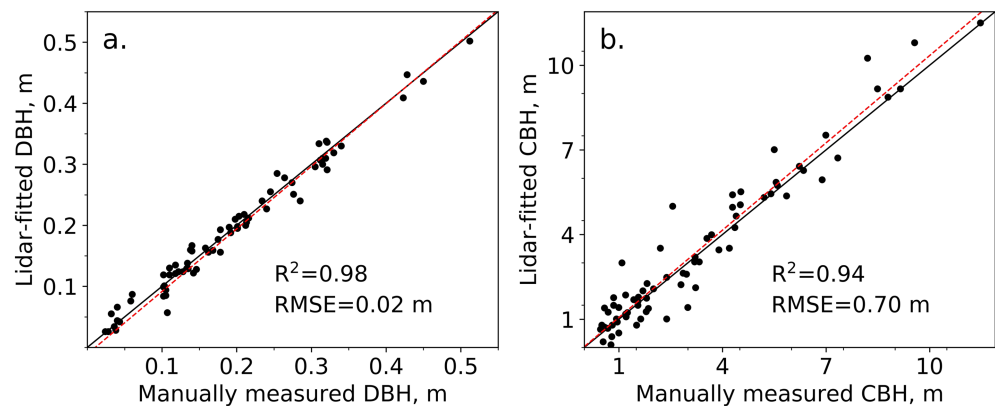 a.
Lidar-fitted DBH, m
0.5
0.4
0.3
0.2
0.1
R²=0.98
RMSE=0.02 m
0.1 0.2 0.3 0.4 0.5
Manually measured DBH, m
b.
Lidar-fitted CBH, m
10
7
4
1
R²=0.94
RMSE=0.70 m
1 4 7 10
Manually measured CBH, m